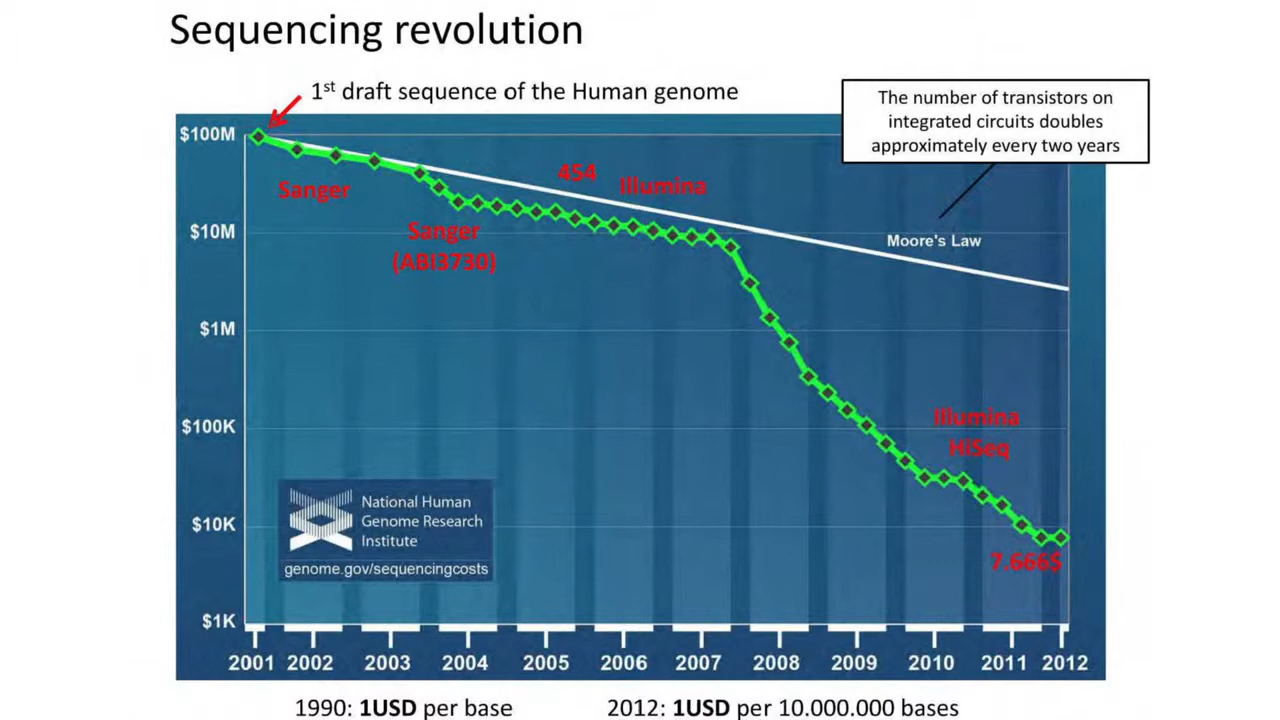 Sequencing revolution
1st draft sequence of the Human genome
The number of transistors on
integrated circuits doubles
approximately every two years
$100M
$10M
$1M
$100K
$10K
$1K
Sanger
454
Illumina
Sanger
(ABI3730)
Moore's Law
Illumina
HiSeq
National Human
Genome Research
Institute
genome.gov/sequencingcosts
7.666$
2001 2002 2003 2004 2005 2006 2007 2008 2009 2010 2011 2012
1990: 1USD per base
2012: 1USD per 10.000.000 bases